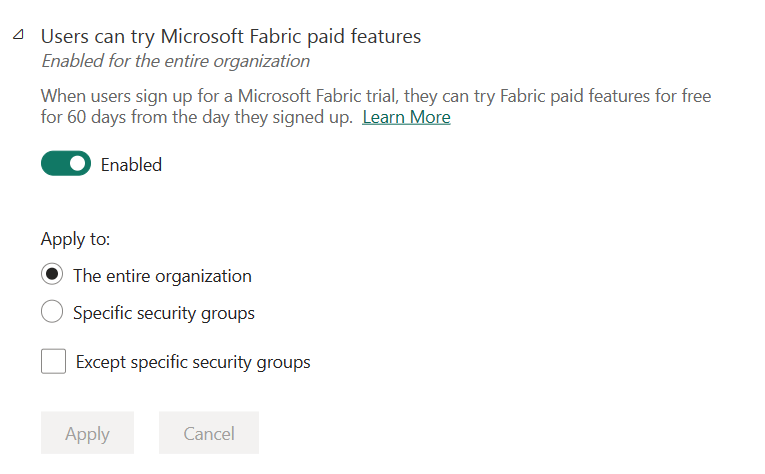 Users can try Microsoft Fabric paid features
Enabled for the entire organization
When users sign up for a Microsoft Fabric trial, they can try Fabric paid features for free
for 60 days from the day they signed up. Learn More
Enabled
Apply to:
The entire organization
Specific security groups
Except specific security groups
Apply Cancel